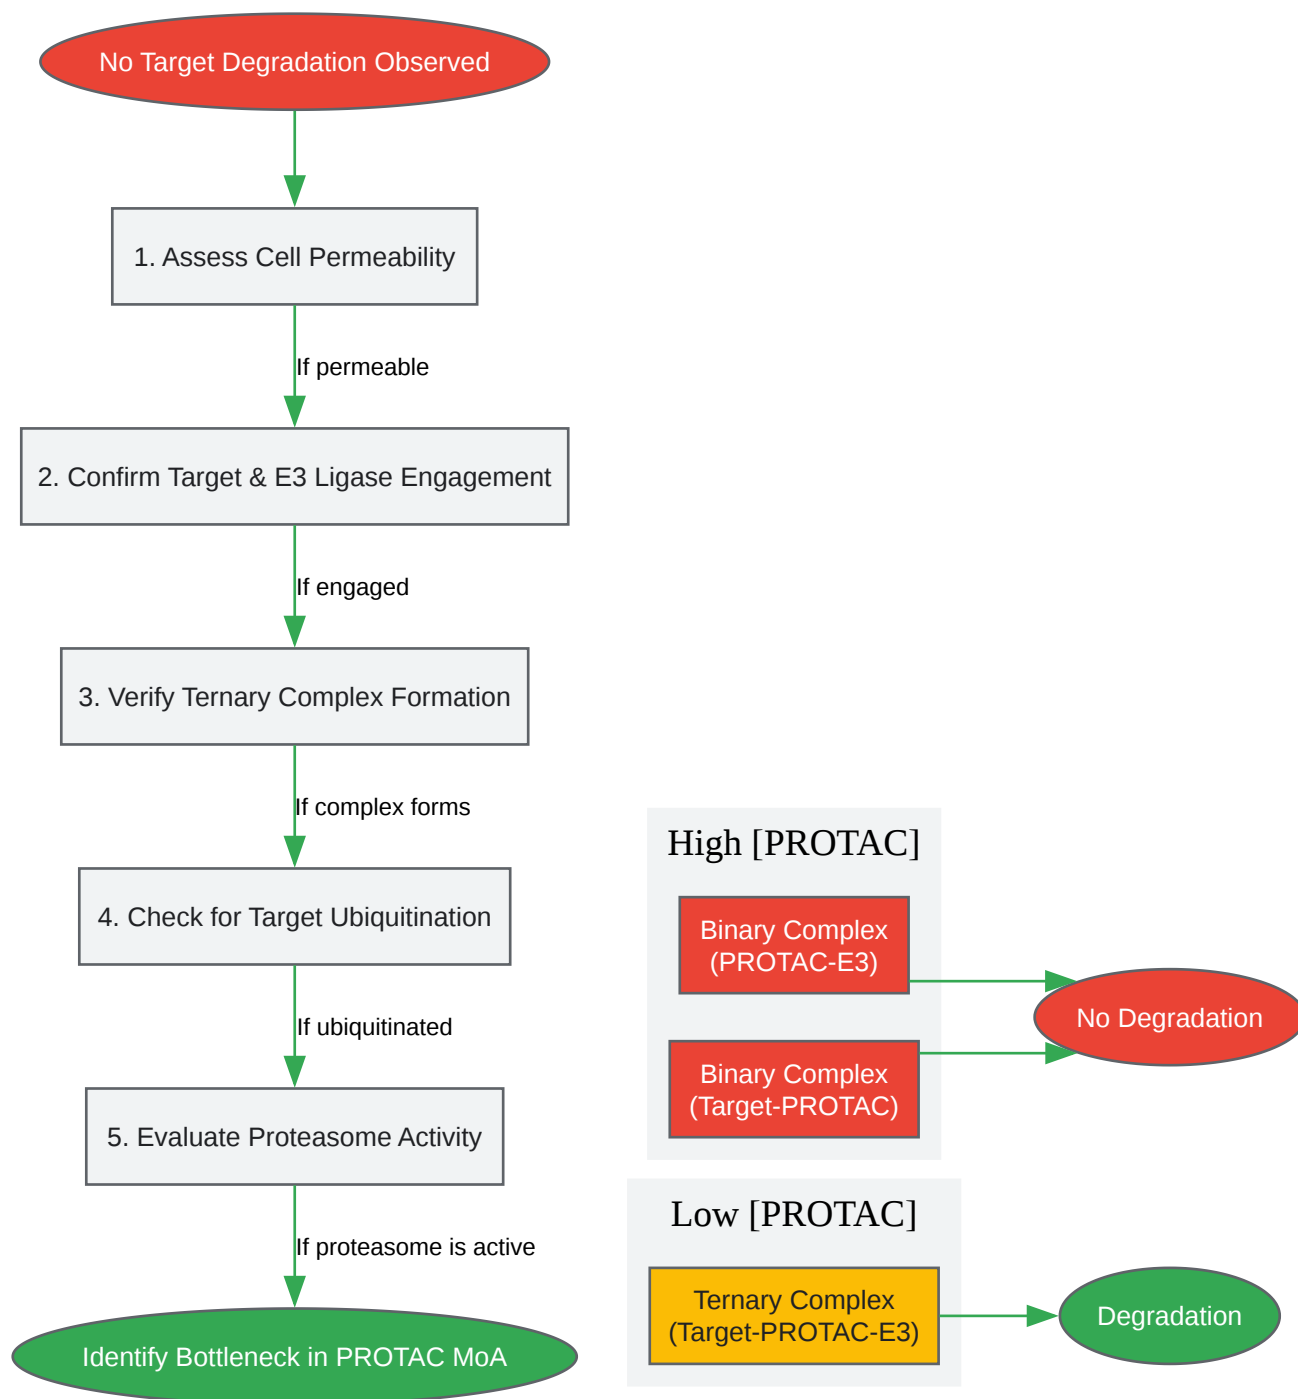 No Target Degradation Observed
1. Assess Cell Permeability
If permeable
2. Confirm Target & E3 Ligase Engagement
If engaged
3. Verify Ternary Complex Formation
If complex forms
4. Check for Target Ubiquitination
If ubiquitinated
5. Evaluate Proteasome Activity
If proteasome is active
Identify Bottleneck in PROTAC MoA
High [PROTAC]
Binary Complex
(PROTAC-E3)
Binary Complex
(Target-PROTAC)
No Degradation
Low [PROTAC]
Ternary Complex
(Target-PROTAC-E3)
Degradation